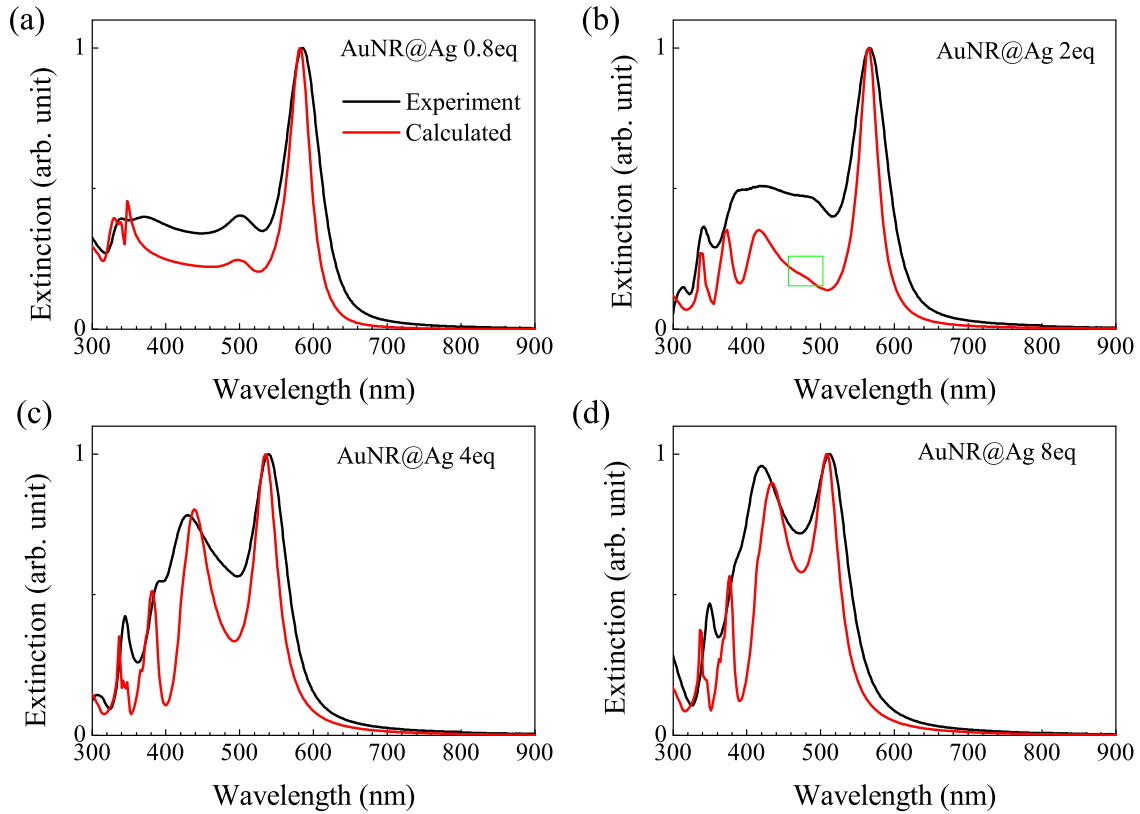 (a)
AuNR@Ag 0.8eq
Experiment
Calculated
Extinction (arb. unit)
1
0
300 400 500 600 700 800 900
Wavelength (nm)
(b)
AuNR@Ag 2eq
Extinction (arb. unit)
1
0
300 400 500 600 700 800 900
Wavelength (nm)
(c)
AuNR@Ag 4eq
Extinction (arb. unit)
1
0
300 400 500 600 700 800 900
Wavelength (nm)
(d)
AuNR@Ag 8eq
Extinction (arb. unit)
1
0
300 400 500 600 700 800 900
Wavelength (nm)